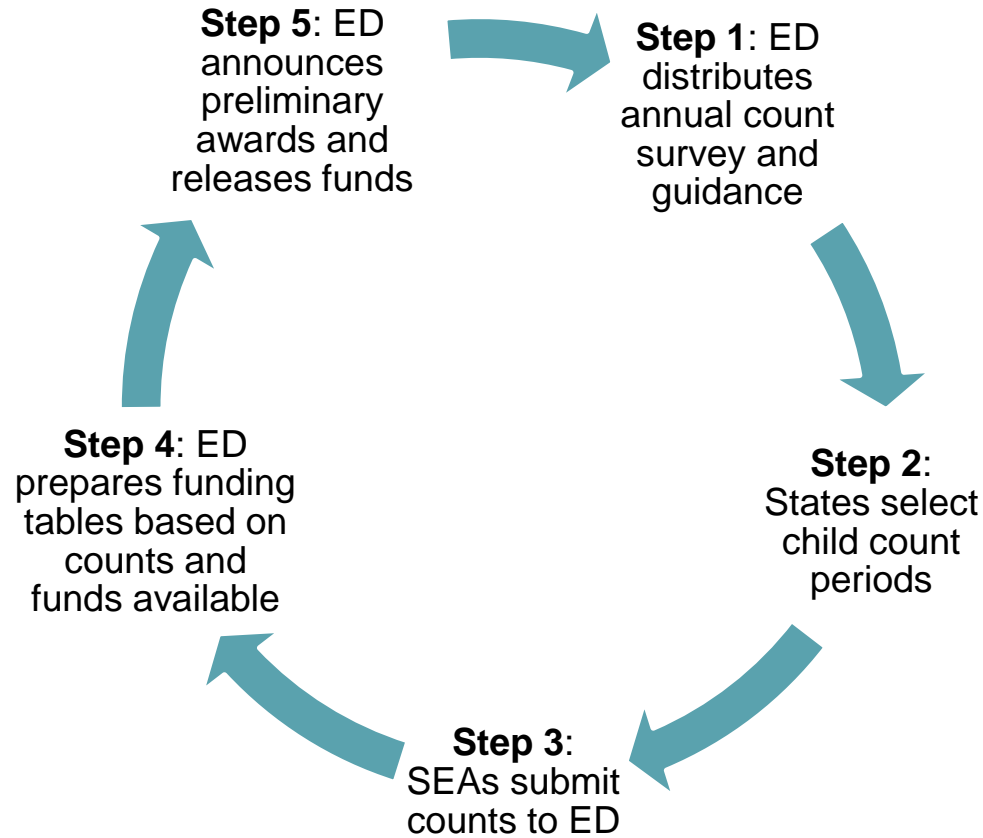 Step 1: ED
distributes
annual count
survey and
guidance
Step 2:
States select
child count
periods
Step 3:
SEAs submit
counts to ED
Step 4: ED
prepares funding
tables based on
counts and
funds available
Step 5: ED
announces
preliminary
awards and
releases funds